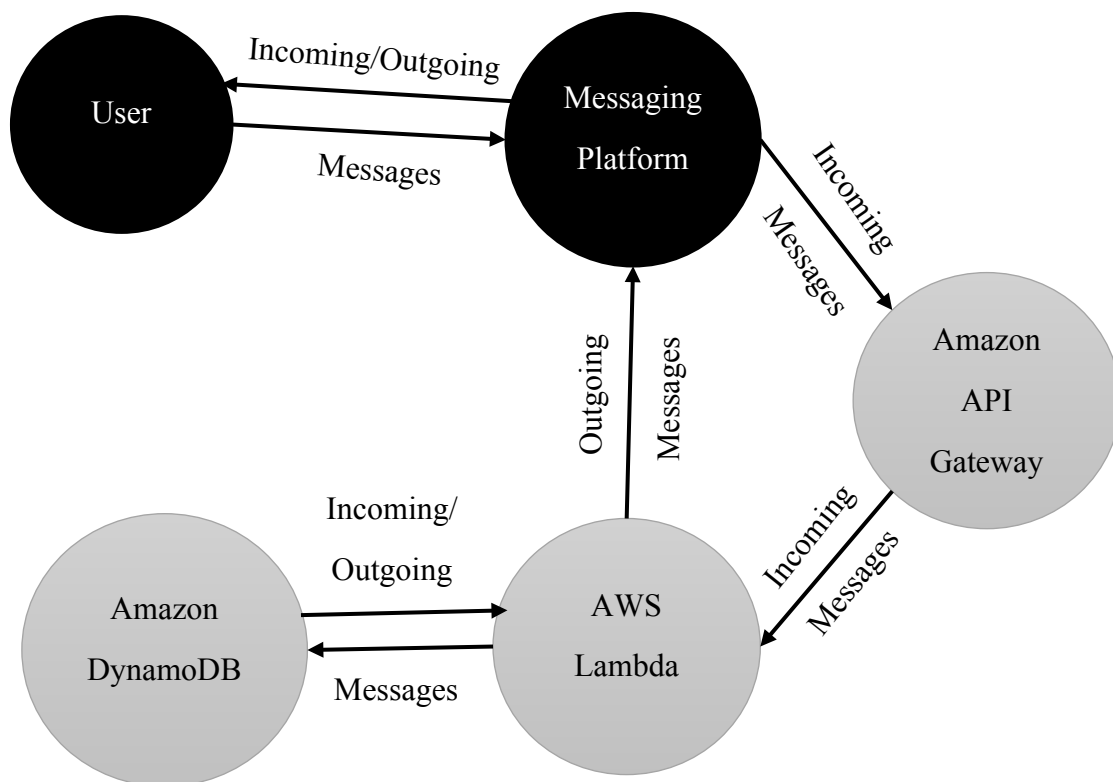 Incoming/Outgoing
User
Messages
Messaging
Platform
Incoming
Messages
Amazon
API
Gateway
Outgoing
Messages
Incoming
Messages
Incoming/
Outgoing
Messages
Amazon
DynamoDB
AWS
Lambda